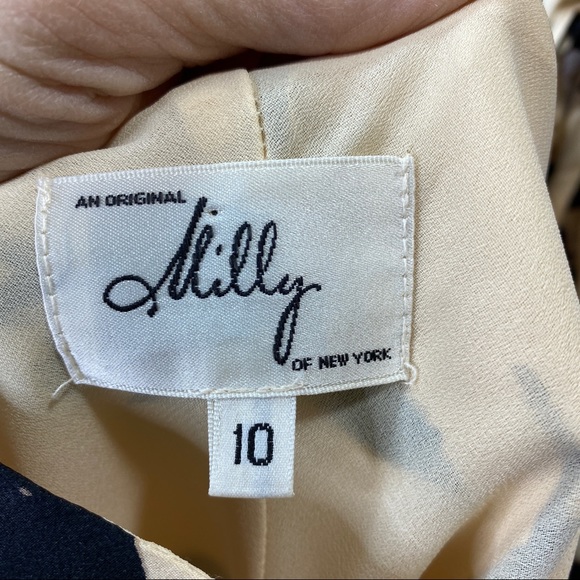 AN ORIGINAL
Milly
OF NEW YORK
10